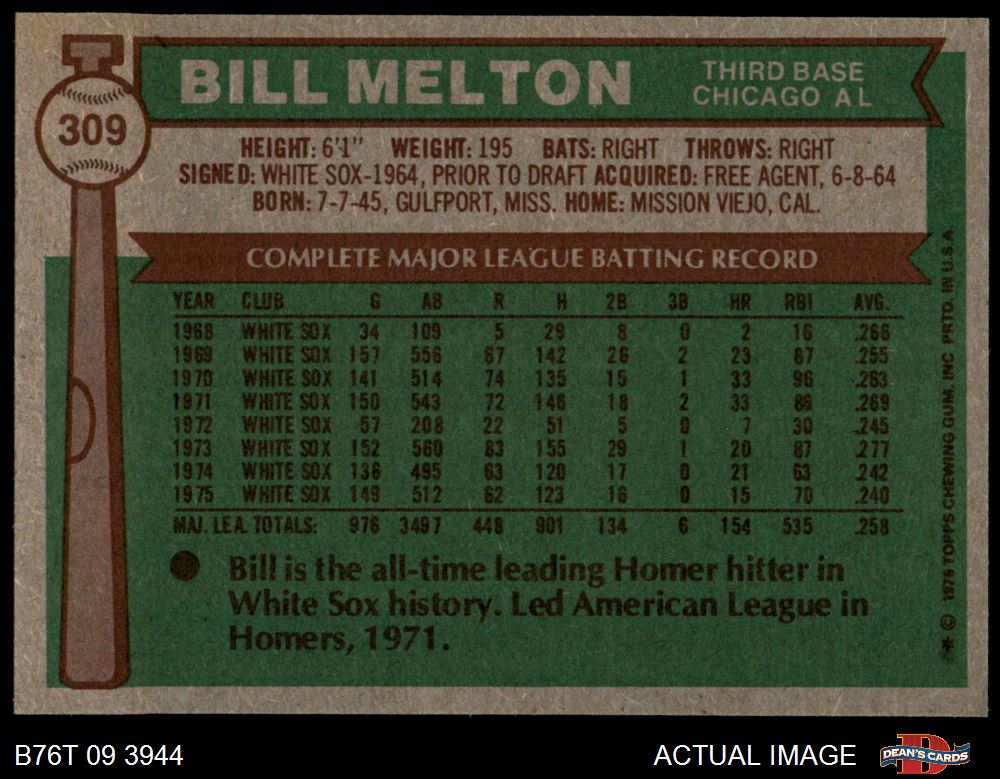 309
BILL MELTON
THIRD BASE
CHICAGO A L
HEIGHT: 6'1" WEIGHT: 195 BATS: RIGHT THROWS: RIGHT
SIGNED: WHITE SOX-1964, PRIOR TO DRAFT ACQUIRED: FREE AGENT, 6-8-64
BORN: 7-7-45, GULFPORT, MISS. HOME: MISSION VIEJO, CAL.
COMPLETE MAJOR LEAGUE BATTING RECORD
YEAR CLUB G AB R H 2B 3B HR RBI AVG.
1968 WHITE SOX 34 109 5 29 8 0 2 16 .266
1969 WHITE SOX 157 556 67 142 26 2 23 87 .255
1970 WHITE SOX 141 514 74 135 15 1 33 96 .263
1971 WHITE SOX 150 543 72 146 18 2 33 86 .269
1972 WHITE SOX 57 208 22 51 5 0 7 30 .245
1973 WHITE SOX 152 560 83 155 29 1 20 87 .277
1974 WHITE SOX 136 495 63 120 17 0 21 63 .242
1975 WHITE SOX 149 512 62 123 16 0 15 70 .240
MAJ. LEA. TOTALS: 976 3497 448 901 134 6 154 535 .258
Bill is the all-time leading Homer hitter in
White Sox history. Led American League in
Homers, 1971.
* © 1976 TOPPS CHEWING GUM, INC PRTD. IN U.S.A.
B76T 09 3944
ACTUAL IMAGE
D
DEAN'S CARDS